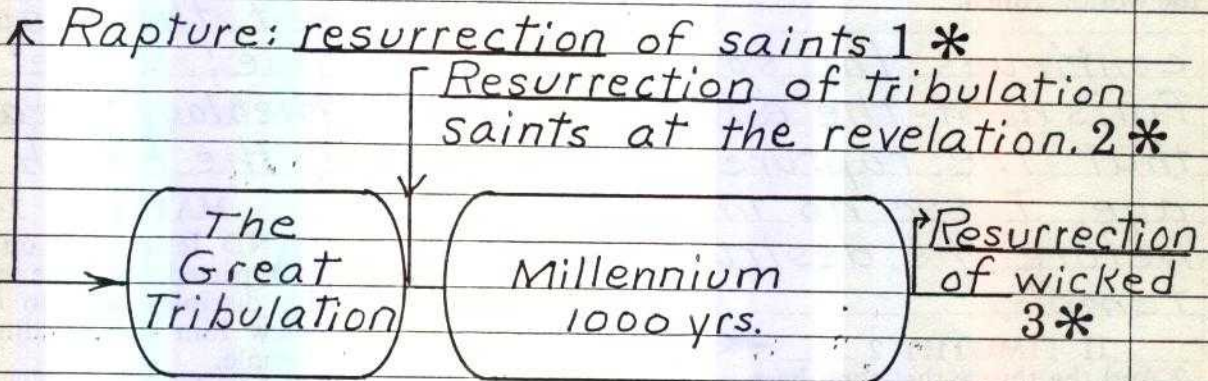 Rapture: resurrection of saints 1 *
Resurrection of Tribulation
saints at the revelation. 2 *
The
Great
Tribulation
Millennium
1000 yrs.
Resurrection
of wicked
3 *